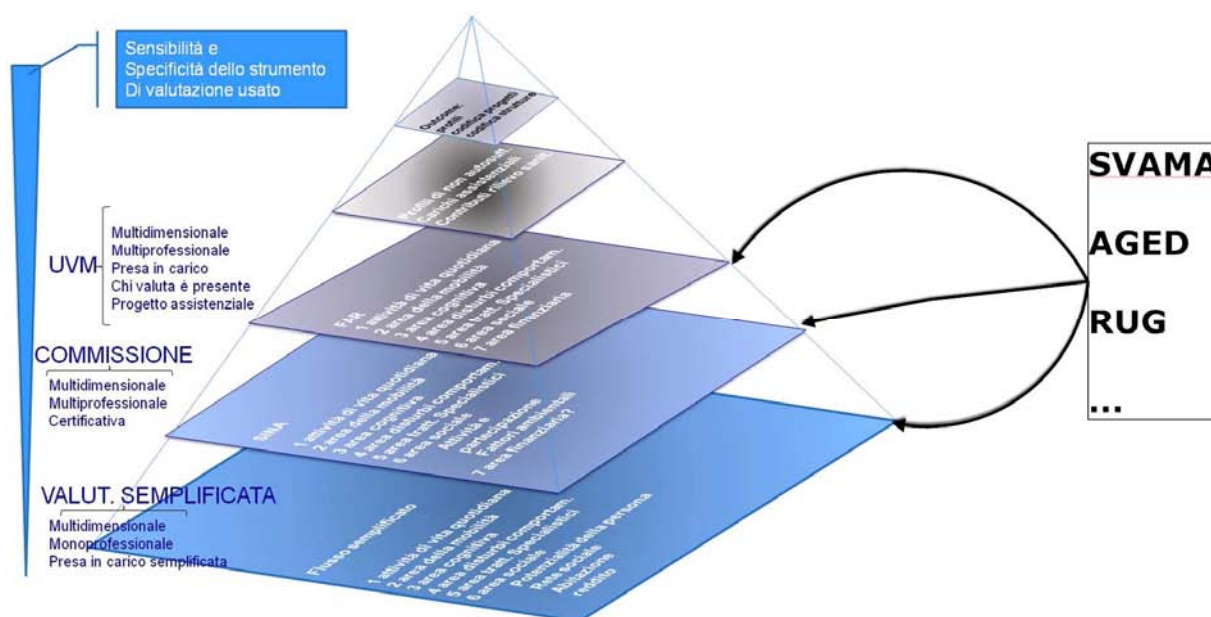 Sensibilità e
Specificità dello strumento
Di valutazione usato
Outcome:
profili
codifica progetti
codifica strutture
Profili di non autosuff.
Carichi assistenziali
Contributi rilievo sanit.
UVM
Multidimensionale
Multiprofessionale
Presa in carico
Chi valuta è presente
Progetto assistenziale
FAR
1 attività di vita quotidiana
2 area della mobilità
3 area cognitiva
4 area disturbi comportam.
5 area tratt. Specialistici
6 area sociale
7 area finanziaria
COMMISSIONE
Multidimensionale
Multiprofessionale
Certificativa
SINA
1 attività di vita quotidiana
2 area della mobilità
3 area cognitiva
4 area disturbi comportam.
5 area tratt. Specialistici
6 area sociale
Attività
partecipazione
Fattori ambientali
7 area finanziaria?
VALUT. SEMPLIFICATA
Multidimensionale
Monoprofessionale
Presa in carico semplificata
Flusso semplificato
1 attività di vita quotidiana
2 area della mobilità
3 area cognitiva
4 area disturbi comportam.
5 area tratt. Specialistici
6 area sociale
Potenzialità della persona
Rete sociale
Abitazione
reddito
SVAMA
AGED
RUG
...